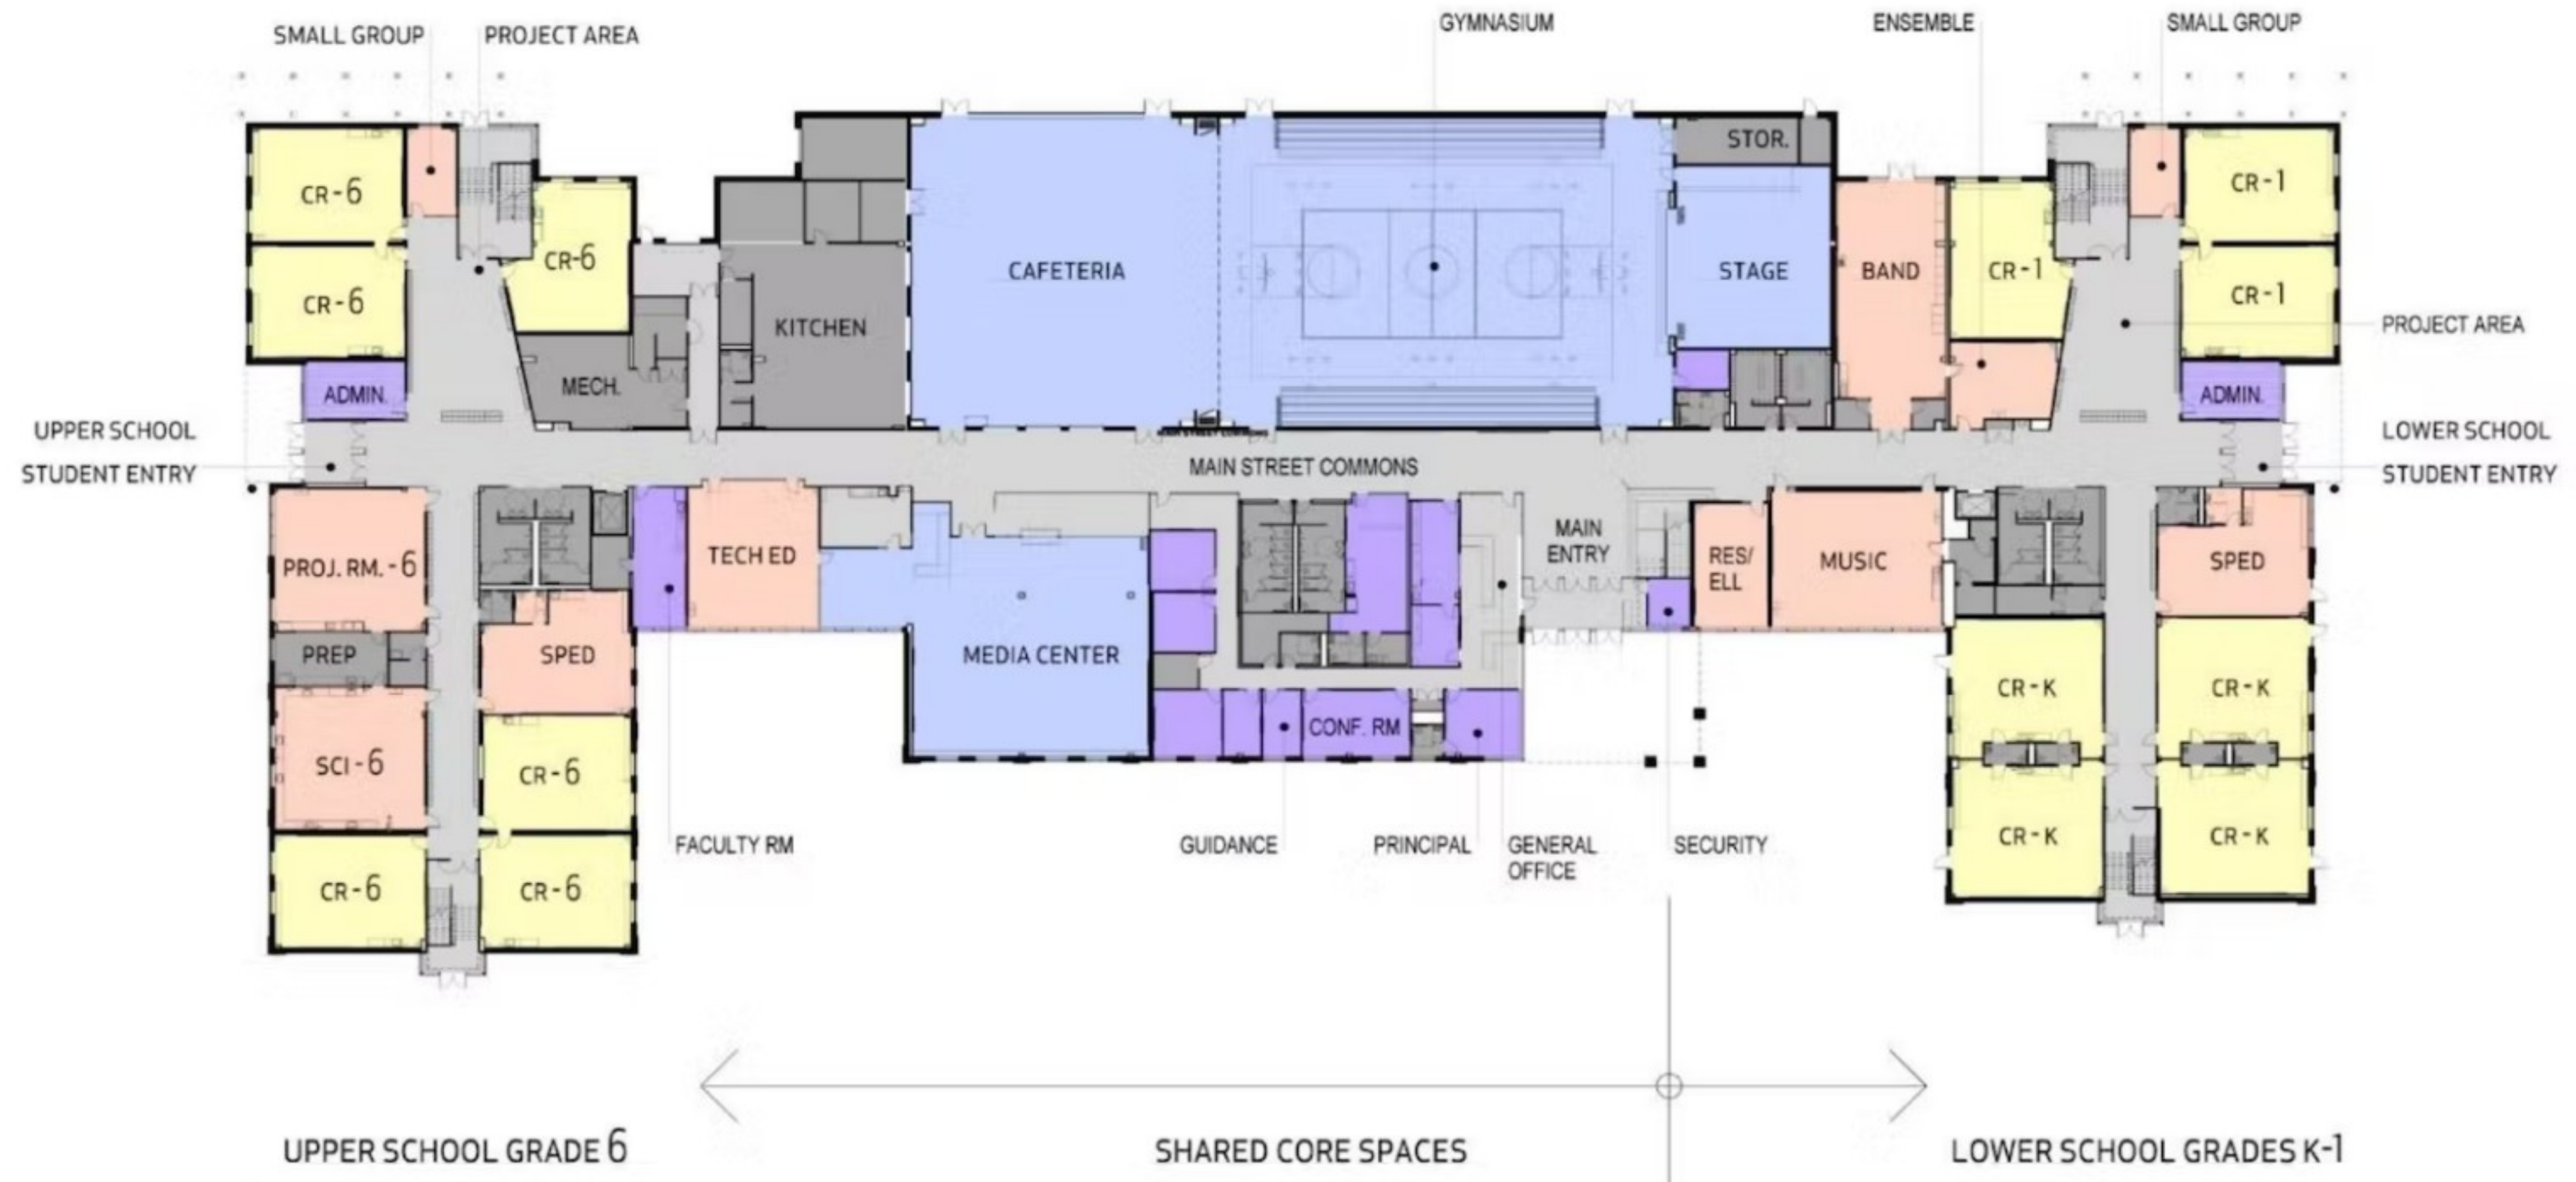 SMALL GROUP
PROJECT AREA
GYMNASIUM
ENSEMBLE
SMALL GROUP
CR-6
CR-6
CR-6
STOR.
CR-1
CR-1
CR-1
CAFETERIA
STAGE
BAND
KITCHEN
PROJECT AREA
MECH.
ADMIN.
ADMIN.
UPPER SCHOOL
STUDENT ENTRY
MAIN STREET COMMONS
MAIN STREET COMMONS
LOWER SCHOOL
STUDENT ENTRY
PROJ. RM. - 6
TECH ED
MAIN
ENTRY
RES/
ELL
MUSIC
SPED
PREP
SPED
MEDIA CENTER
CR-K
CR-K
SCI-6
CR-6
CONF. RM
CR-K
CR-K
FACULTY RM
GUIDANCE
PRINCIPAL
GENERAL
OFFICE
SECURITY
CR-6
CR-6
UPPER SCHOOL GRADE 6
SHARED CORE SPACES
LOWER SCHOOL GRADES K-1